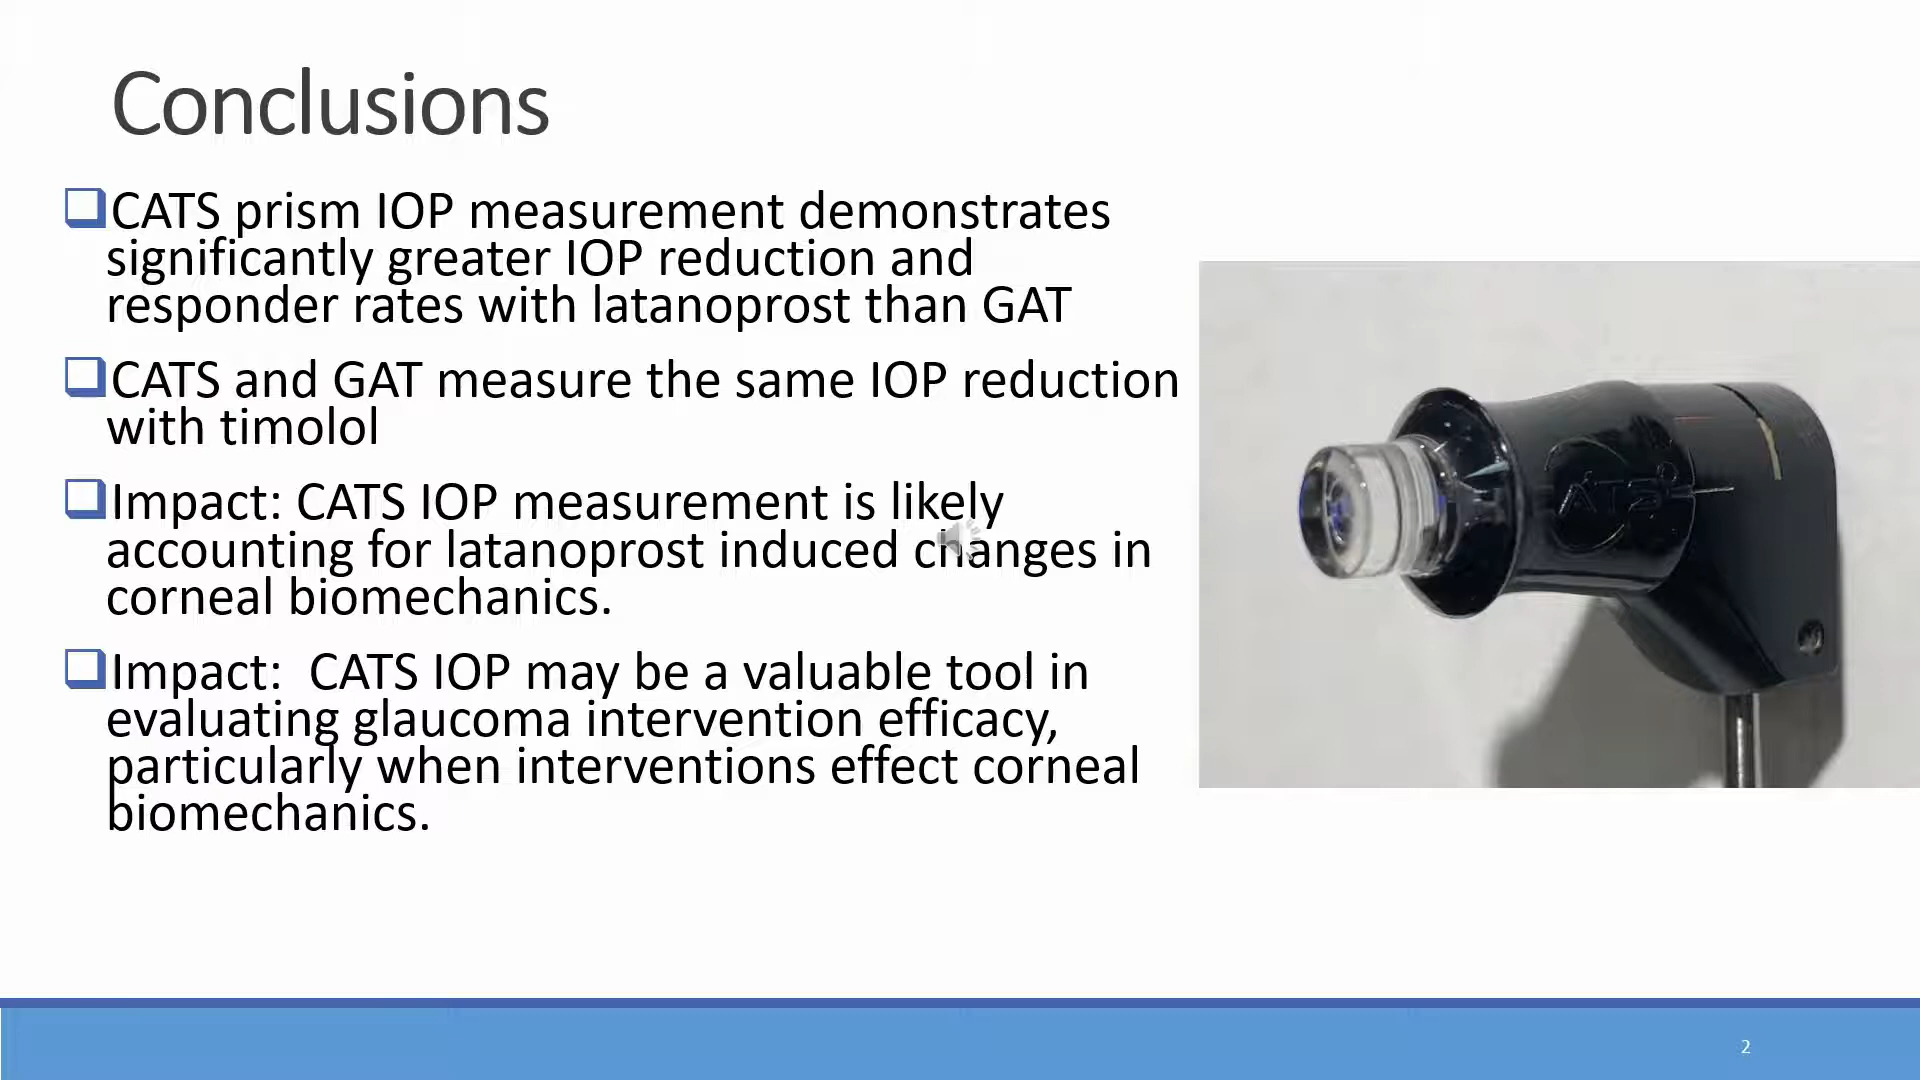 Conclusions
CATS prism IOP measurement demonstrates
significantly greater IOP reduction and
responder rates with latanoprost than GAT
CATS and GAT measure the same IOP reduction
with timolol
Impact: CATS IOP measurement is likely
accounting for latanoprost induced changes in
corneal biomechanics.
Impact:  CATS IOP may be a valuable tool in
evaluating glaucoma intervention efficacy,
particularly when interventions effect corneal
biomechanics.
2